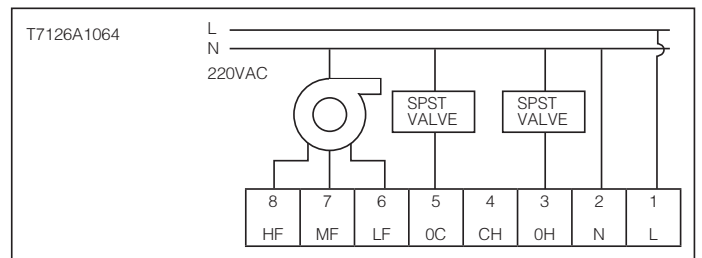 T7126A1064
L
N
220VAC
SPST
VALVE
SPST
VALVE
8 7 6 5 4 3 2 1
HF MF LF 0C CH 0H N L